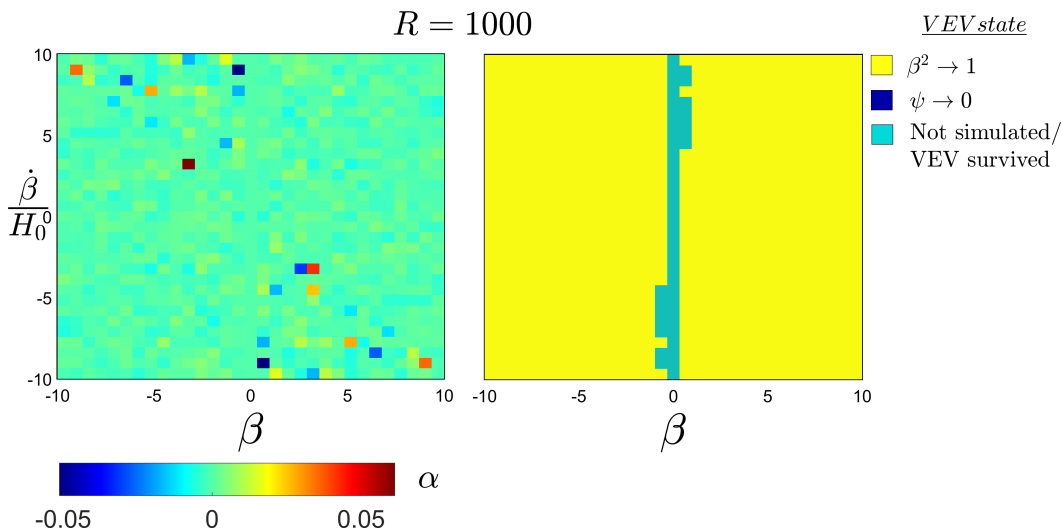 R = 1000
VEV state
β² → 1
ψ → 0
Not simulated/
VEV survived
10
5
0
-5
-10
β̇
H₀
-10
-5
0
5
10
β
-10
-5
0
5
10
β
α
-0.05
0
0.05